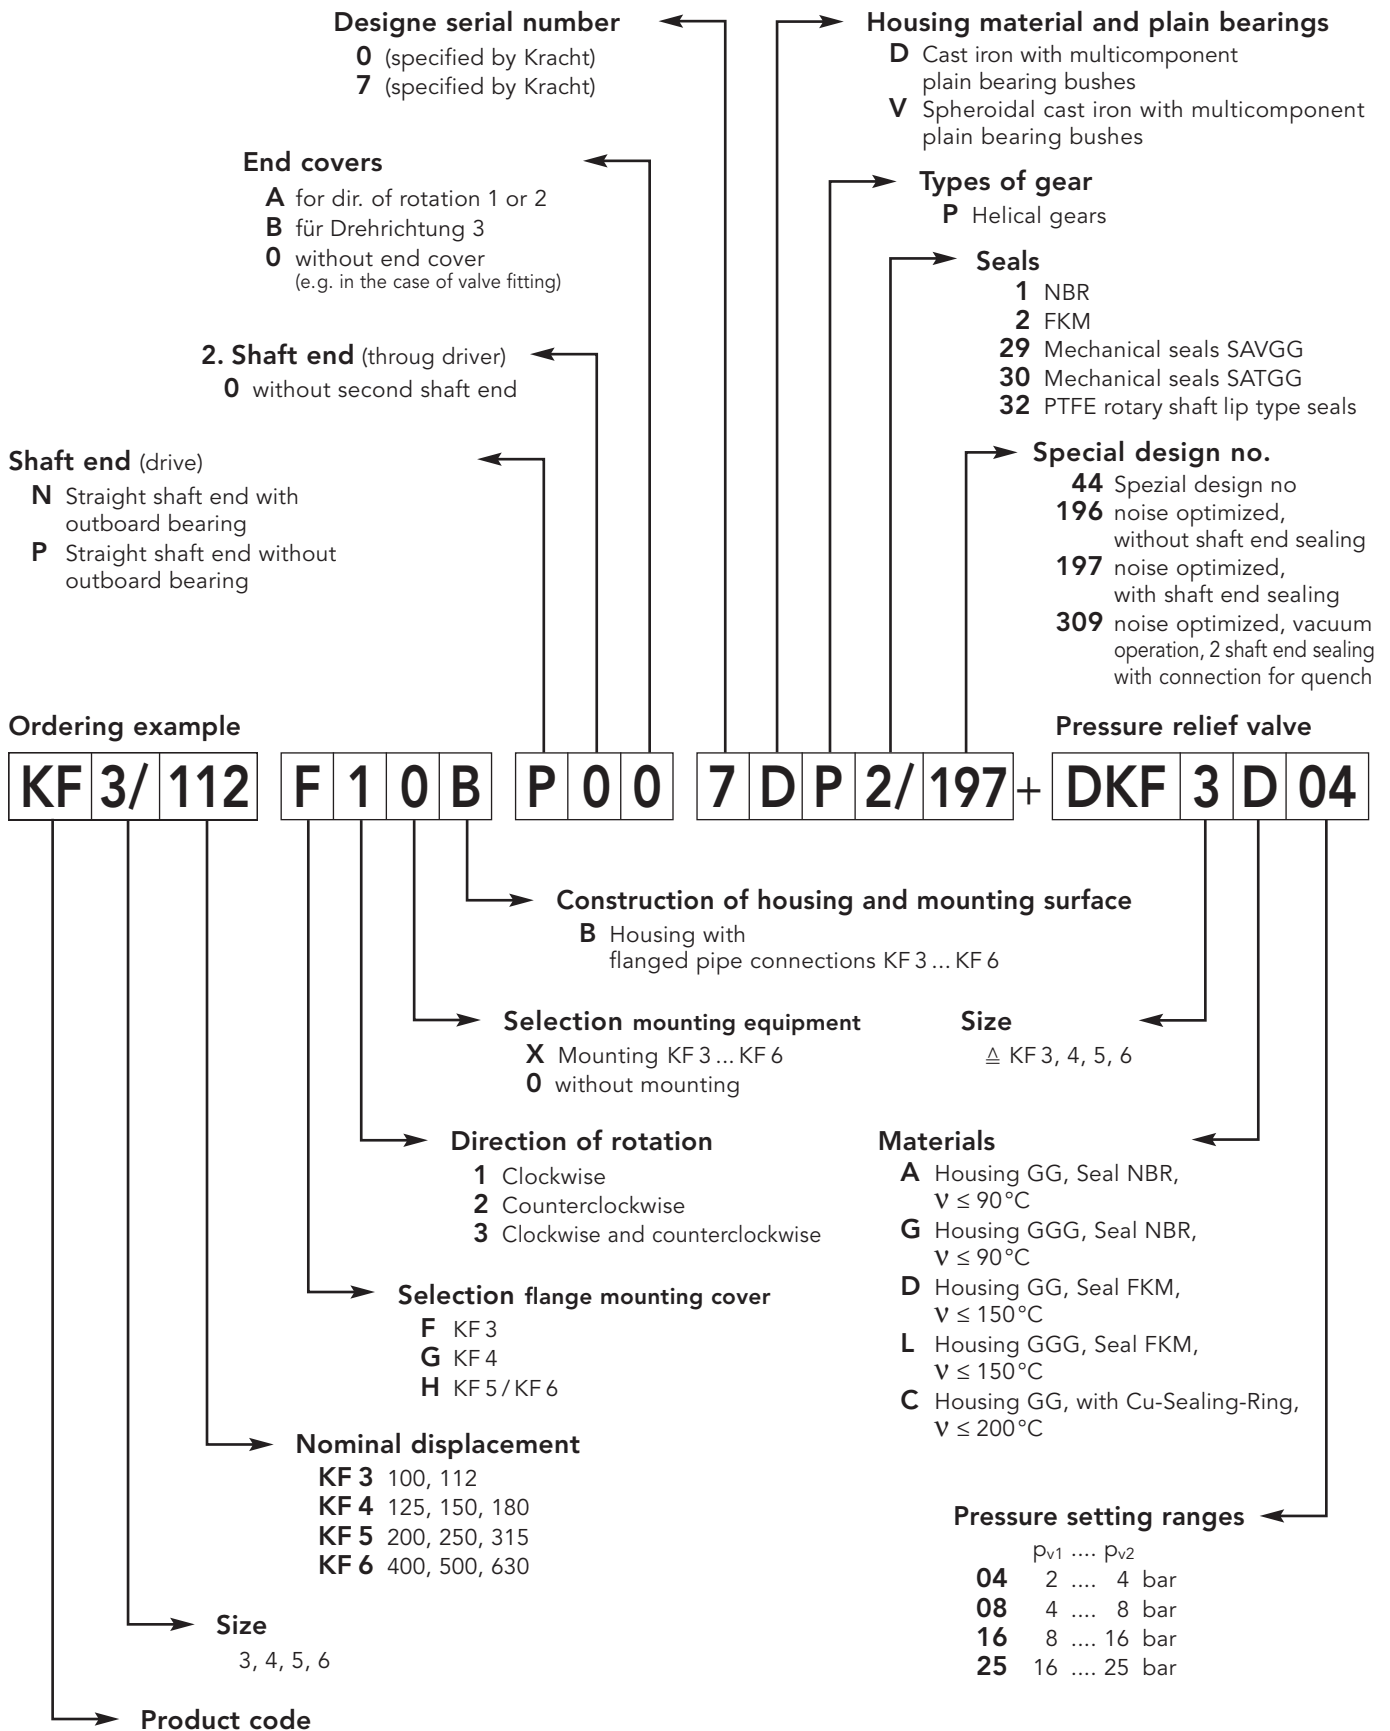 Designe serial number
0 (specified by Kracht)
7 (specified by Kracht)
Housing material and plain bearings
D Cast iron with multicomponent
plain bearing bushes
V Spheroidal cast iron with multicomponent
plain bearing bushes
End covers
A for dir. of rotation 1 or 2
B für Drehrichtung 3
0 without end cover
(e.g. in the case of valve fitting)
Types of gear
P Helical gears
Seals
1 NBR
2 FKM
29 Mechanical seals SAVGG
30 Mechanical seals SATGG
32 PTFE rotary shaft lip type seals
2. Shaft end (throug driver)
0 without second shaft end
Shaft end (drive)
N Straight shaft end with
outboard bearing
P Straight shaft end without
outboard bearing
Special design no.
44 Spezial design no
196 noise optimized,
without shaft end sealing
197 noise optimized,
with shaft end sealing
309 noise optimized, vacuum
operation, 2 shaft end sealing
with connection for quench
Ordering example
Pressure relief valve
KF 3/ 112 F 1 0 B P 0 0 7 D P 2/ 197 + DKF 3 D 04
Construction of housing and mounting surface
B Housing with
flanged pipe connections KF 3 ... KF 6
Selection mounting equipment
X Mounting KF 3 ... KF 6
0 without mounting
Size
≙ KF 3, 4, 5, 6
Direction of rotation
1 Clockwise
2 Counterclockwise
3 Clockwise and counterclockwise
Materials
A Housing GG, Seal NBR,
ν ≤ 90 °C
G Housing GGG, Seal NBR,
ν ≤ 90 °C
D Housing GG, Seal FKM,
ν ≤ 150 °C
L Housing GGG, Seal FKM,
ν ≤ 150 °C
C Housing GG, with Cu-Sealing-Ring,
ν ≤ 200 °C
Selection flange mounting cover
F KF 3
G KF 4
H KF 5 / KF 6
Nominal displacement
KF 3 100, 112
KF 4 125, 150, 180
KF 5 200, 250, 315
KF 6 400, 500, 630
Pressure setting ranges
pv1 .... pv2
04 2 .... 4 bar
08 4 .... 8 bar
16 8 .... 16 bar
25 16 .... 25 bar
Size
3, 4, 5, 6
Product code